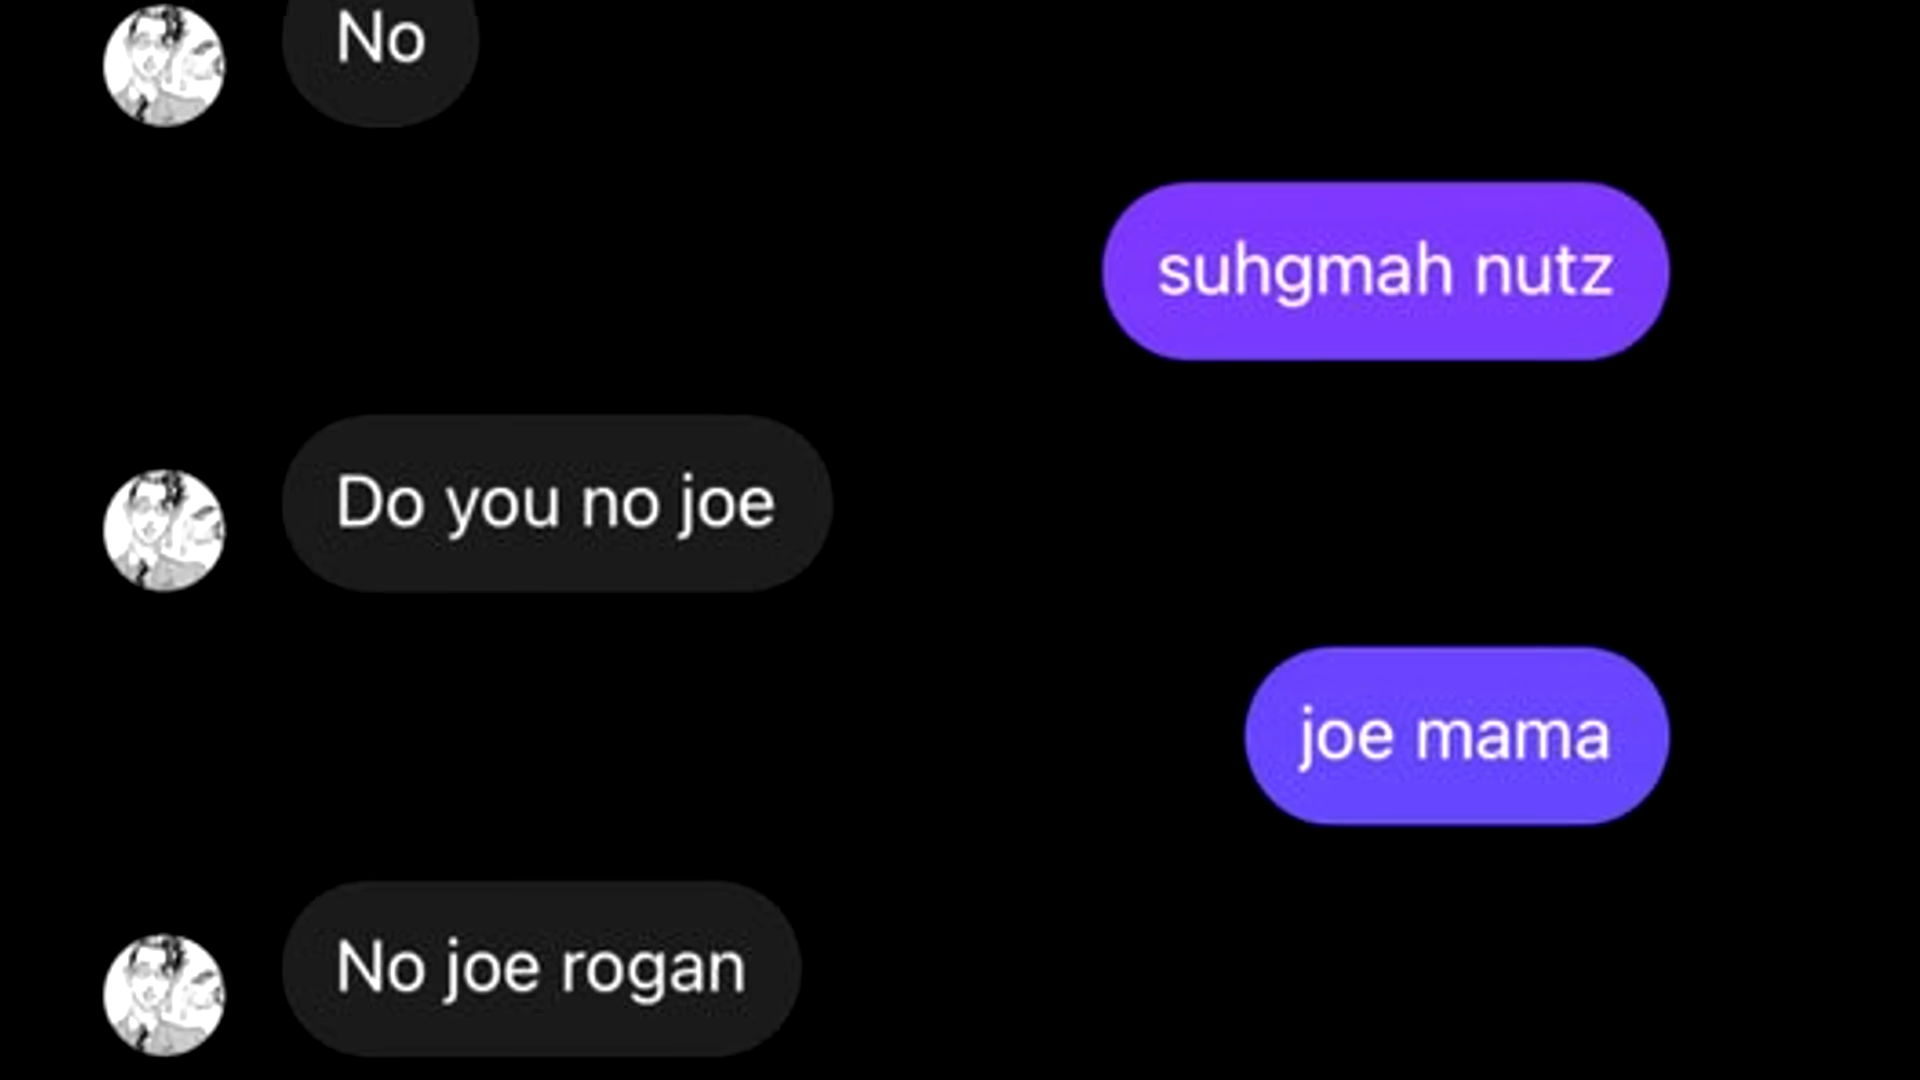 No
suhgmah nutz
Do you no joe
joe mama
No joe rogan